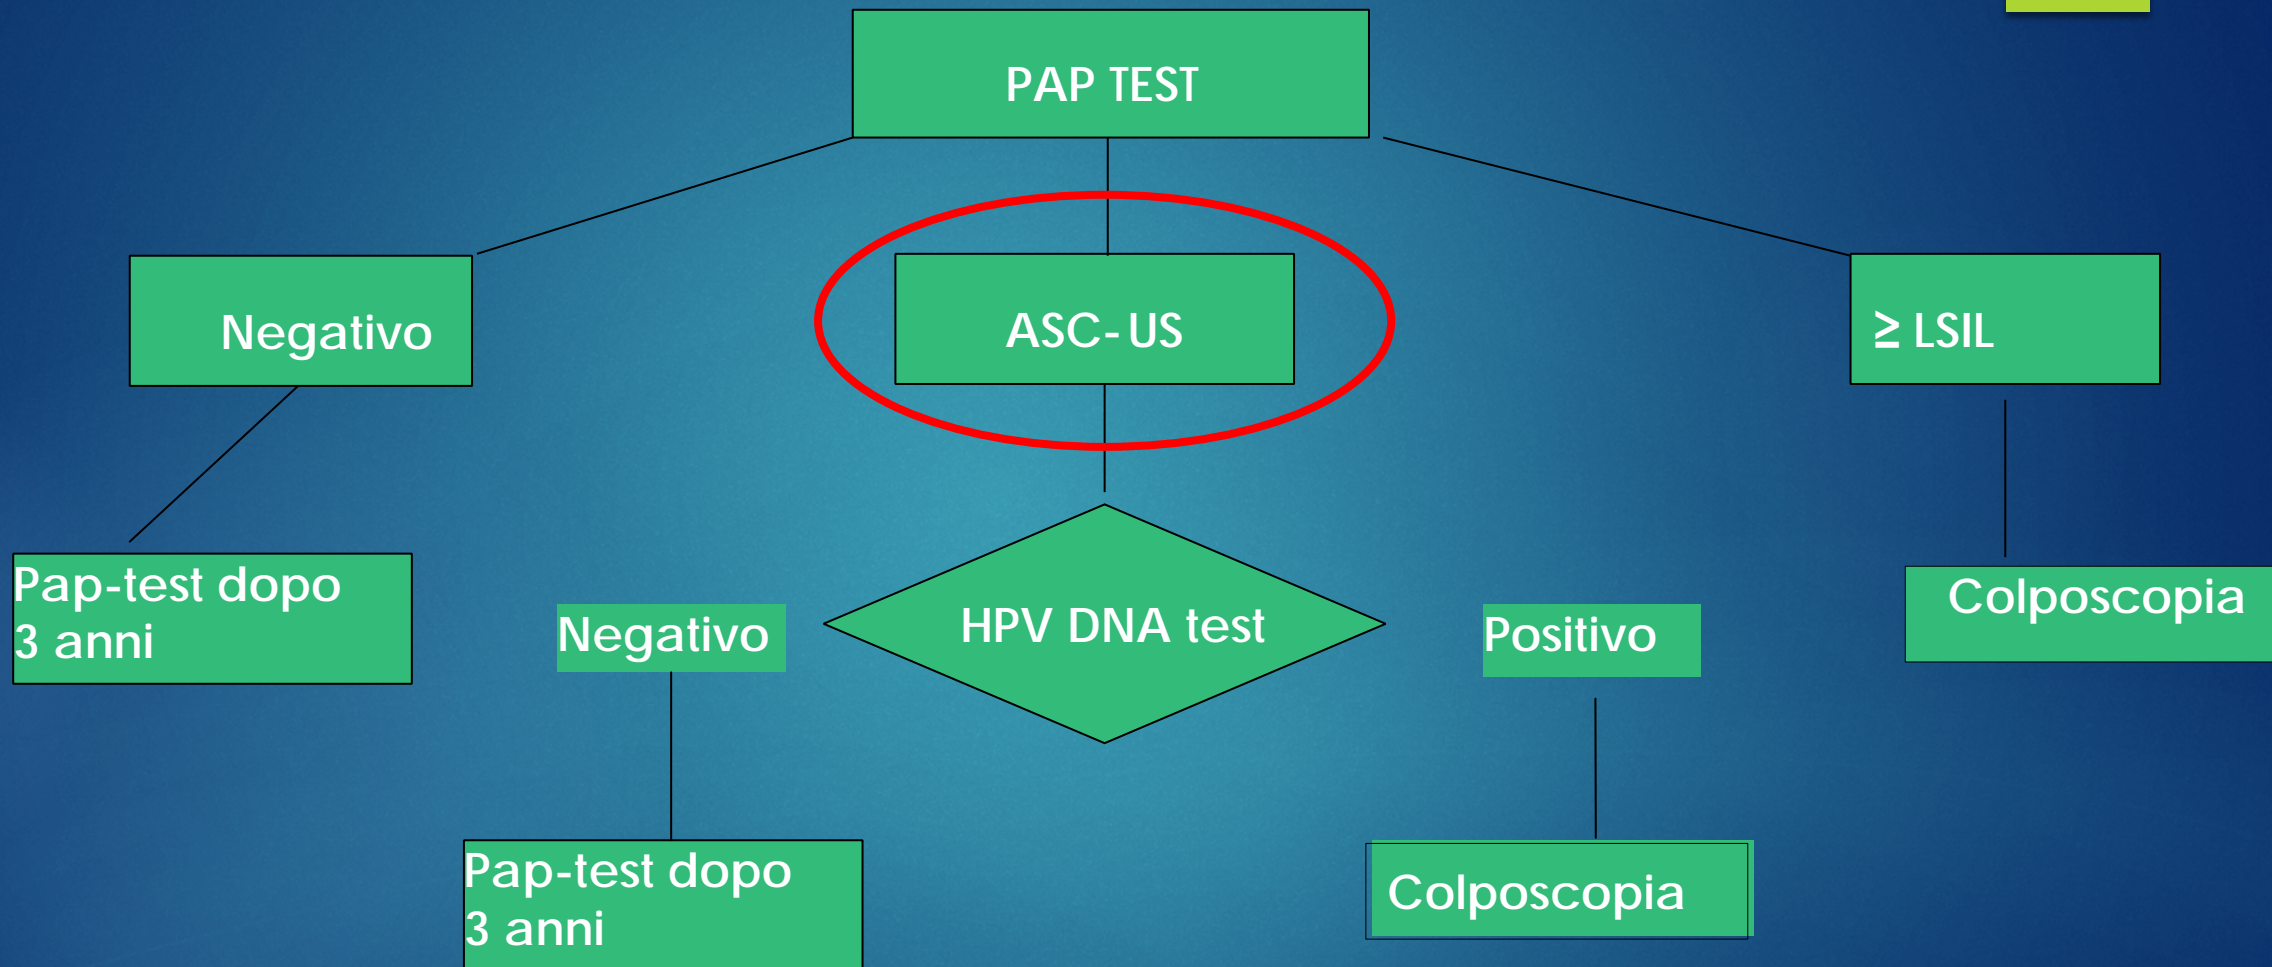 PAP TEST
Negativo
ASC-US
≥ LSIL
Pap-test dopo
3 anni
Negativo
HPV DNA test
Positivo
Colposcopia
Pap-test dopo
3 anni
Colposcopia